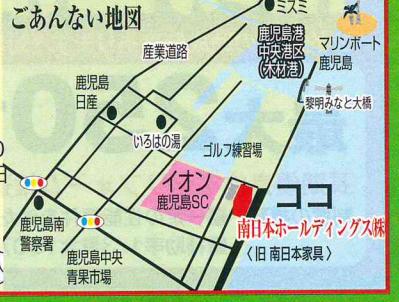 ごあんない地図
ミスミ
産業道路
鹿児島港
中央港区
(木材港)
マリンポート
鹿児島
鹿児島
日産
黎明みなと大橋
いろはの湯
ゴルフ練習場
イオン
鹿児島SC
ココ
南日本ホールディングス㈱
〈旧 南日本家具〉
鹿児島南
警察署
鹿児島中央
青果市場